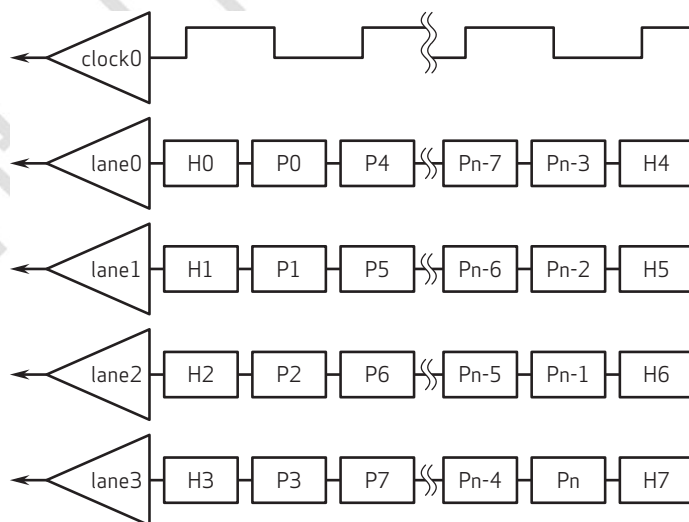 clock0
lane0 H0 P0 P4 Pn-7 Pn-3 H4
lane1 H1 P1 P5 Pn-6 Pn-2 H5
lane2 H2 P2 P6 Pn-5 Pn-1 H6
lane3 H3 P3 P7 Pn-4 Pn H7